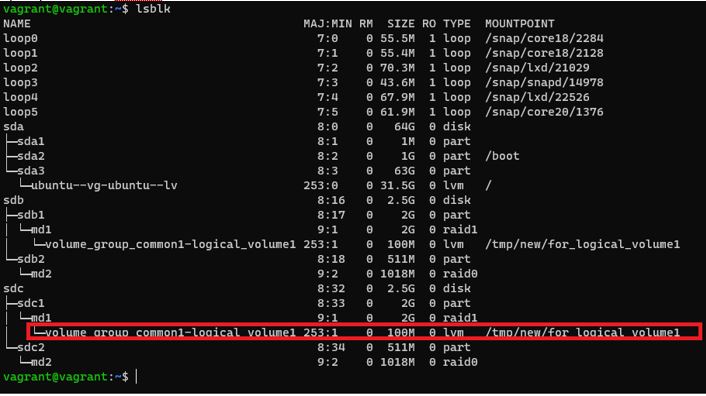 vagrant@vagrant:~$ lsblk
NAME MAJ:MIN RM SIZE RO TYPE MOUNTPOINT
loop0 7:0 0 55.5M 1 loop /snap/core18/2284
loop1 7:1 0 55.4M 1 loop /snap/core18/2128
loop2 7:2 0 70.3M 1 loop /snap/lxd/21029
loop3 7:3 0 43.6M 1 loop /snap/snapd/14978
loop4 7:4 0 67.9M 1 loop /snap/lxd/22526
loop5 7:5 0 61.9M 1 loop /snap/core20/1376
sda 8:0 0 64G 0 disk
├─sda1 8:1 0 1M 0 part
├─sda2 8:2 0 1G 0 part /boot
└─sda3 8:3 0 63G 0 part
  └─ubuntu--vg-ubuntu--lv 253:0 0 31.5G 0 lvm /
sdb 8:16 0 2.5G 0 disk
├─sdb1 8:17 0 2G 0 part
│ └─md1 9:1 0 2G 0 raid1
│   └─volume_group_common1-logical_volume1 253:1 0 100M 0 lvm /tmp/new/for_logical_volume1
└─sdb2 8:18 0 511M 0 part
  └─md2 9:2 0 1018M 0 raid0
sdc 8:32 0 2.5G 0 disk
├─sdc1 8:33 0 2G 0 part
│ └─md1 9:1 0 2G 0 raid1
│   └─volume_group_common1-logical_volume1 253:1 0 100M 0 lvm /tmp/new/for_logical_volume1
└─sdc2 8:34 0 511M 0 part
  └─md2 9:2 0 1018M 0 raid0
vagrant@vagrant:~$